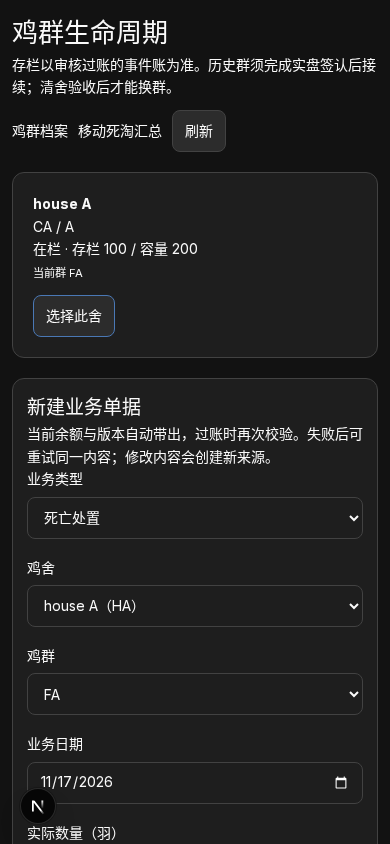 鸡群生命周期
存栏以审核过账的事件账为准。历史群须完成实盘签认后接
续；清舍验收后才能换群。
鸡群档案 移动死淘汇总 刷新
house A
CA / A
在栏 · 存栏 100 / 容量 200
当前群 FA
选择此舍
新建业务单据
当前余额与版本自动带出，过账时再次校验。失败后可
重试同一内容；修改内容会创建新来源。
业务类型
死亡处置
鸡舍
house A（HA）
鸡群
FA
业务日期
11/17/2026
N
实际数量（羽）